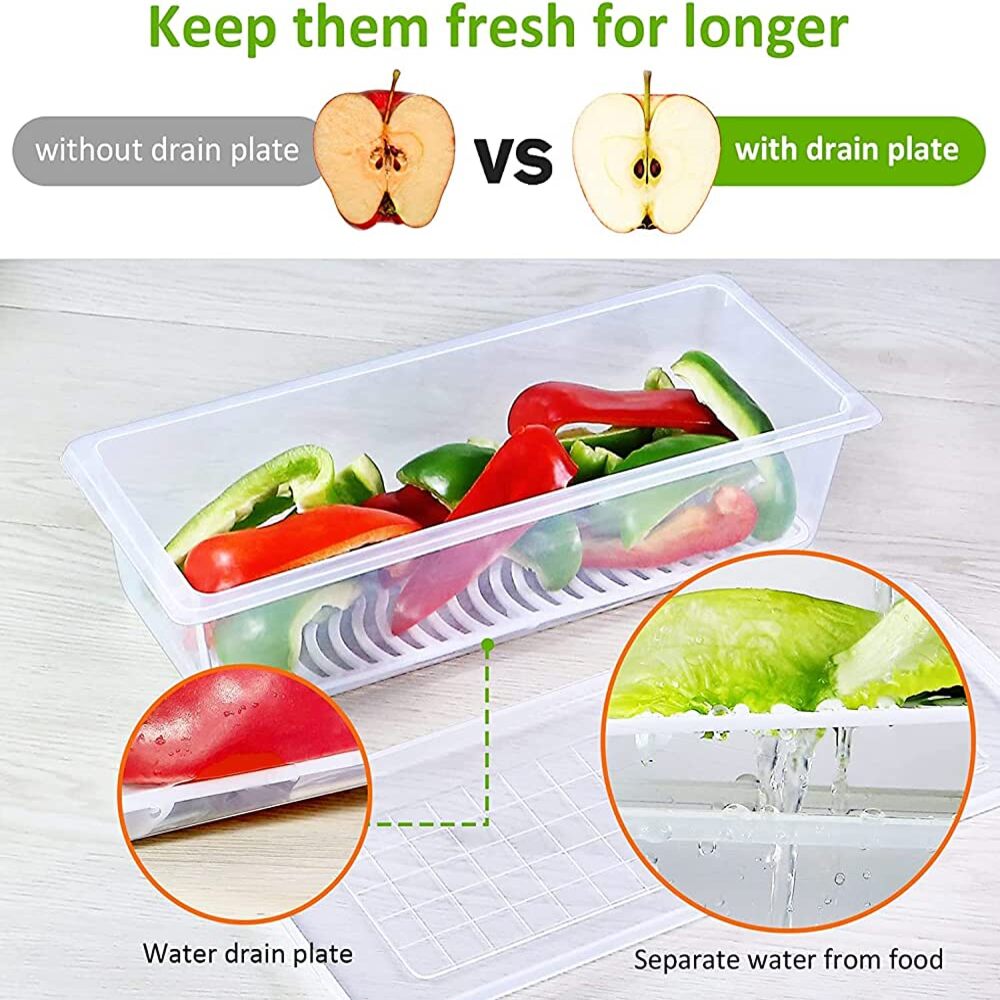 Keep them fresh for longer
without drain plate
VS
with drain plate
Water drain plate
Separate water from food